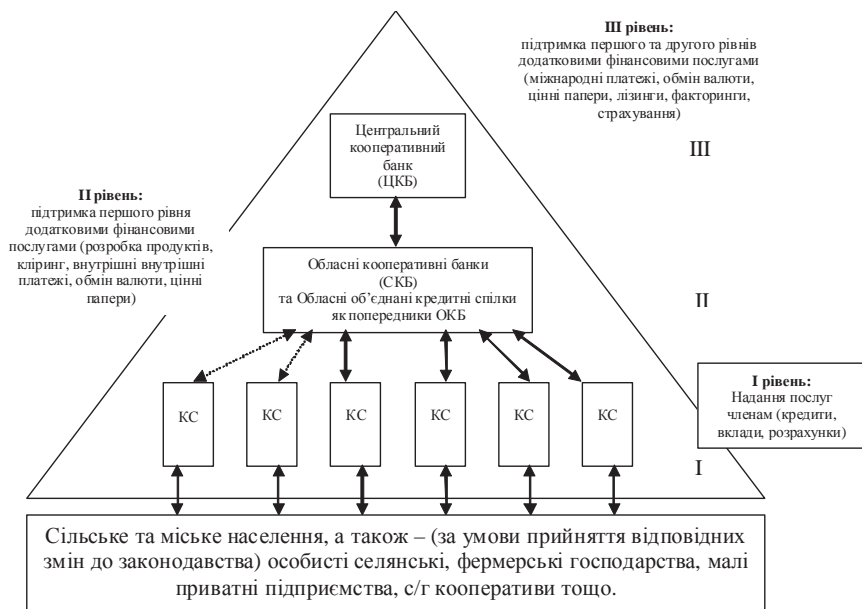 III рівень:
підтримка першого та другого рівнів
додатковими фінансовими послугами
(міжнародні платежі, обмін валюти,
цінні папери, лізинги, факторинги,
страхування)
III
Центральний
кооперативний
банк
(ЦКБ)
II рівень:
підтримка першого рівня
додатковими фінансовими
послугами (розробка продуктів,
кліринг, внутрішні внутрішні
платежі, обмін валюти, цінні
папери)
Обласні кооперативні банки
(СКБ)
та Обласні об’єднані кредитні спілки
як попередники ОКБ
II
I рівень:
Надання послуг
членам (кредити,
вклади, розрахунки)
КС
КС
КС
КС
КС
КС
I
Сільське та міське населення, а також – (за умови прийняття відповідних
змін до законодавства) особисті селянські, фермерські господарства, малі
приватні підприємства, с/г кооперативи тощо.